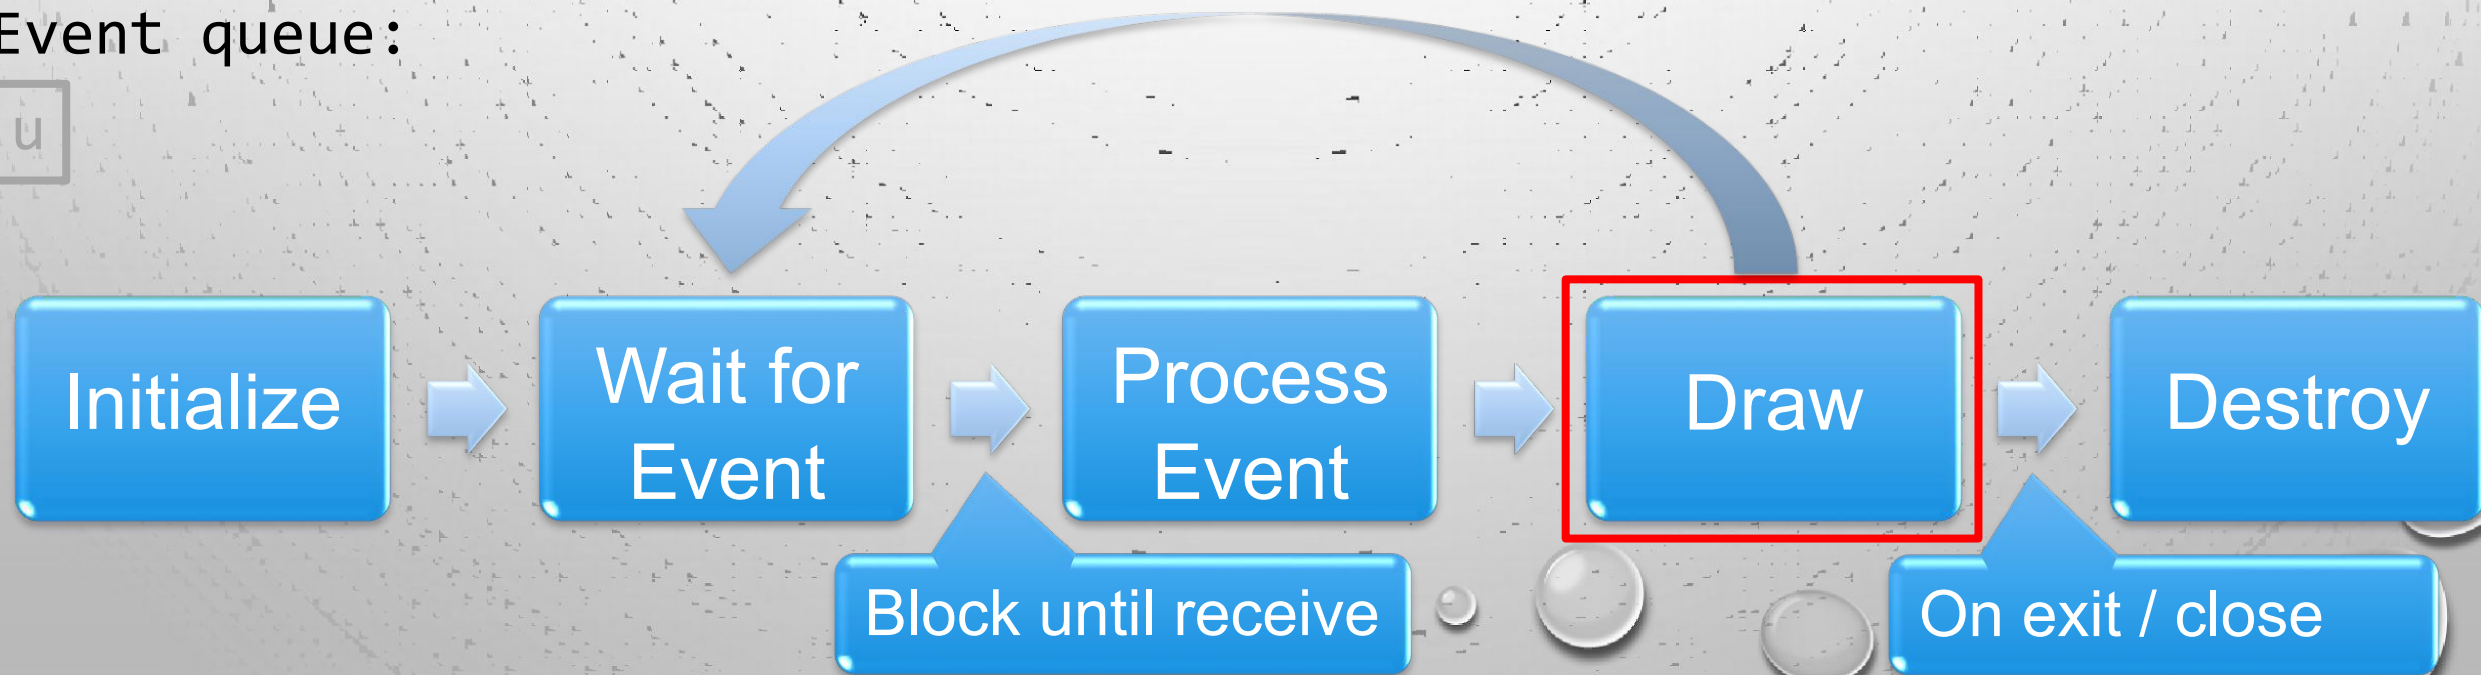 Event queue:
u
Initialize
Wait for
Event
Process
Event
Draw
Destroy
Block until receive
On exit / close